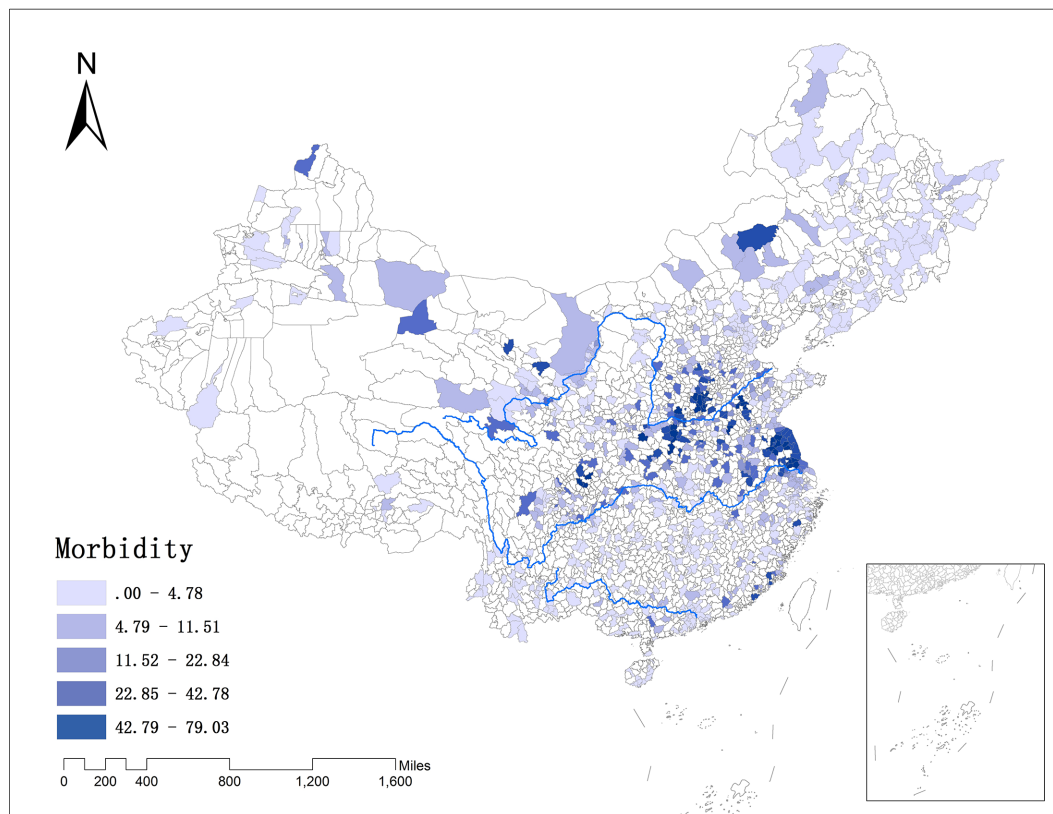 N
Morbidity
.00 - 4.78
4.79 - 11.51
11.52 - 22.84
22.85 - 42.78
42.79 - 79.03
Miles
0 200 400 800 1,200 1,600